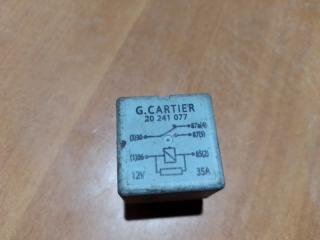 G.CARTIER
20 241 077
87a(4)
(3)30 87(5)
(1)86 85(2)
12V 35A